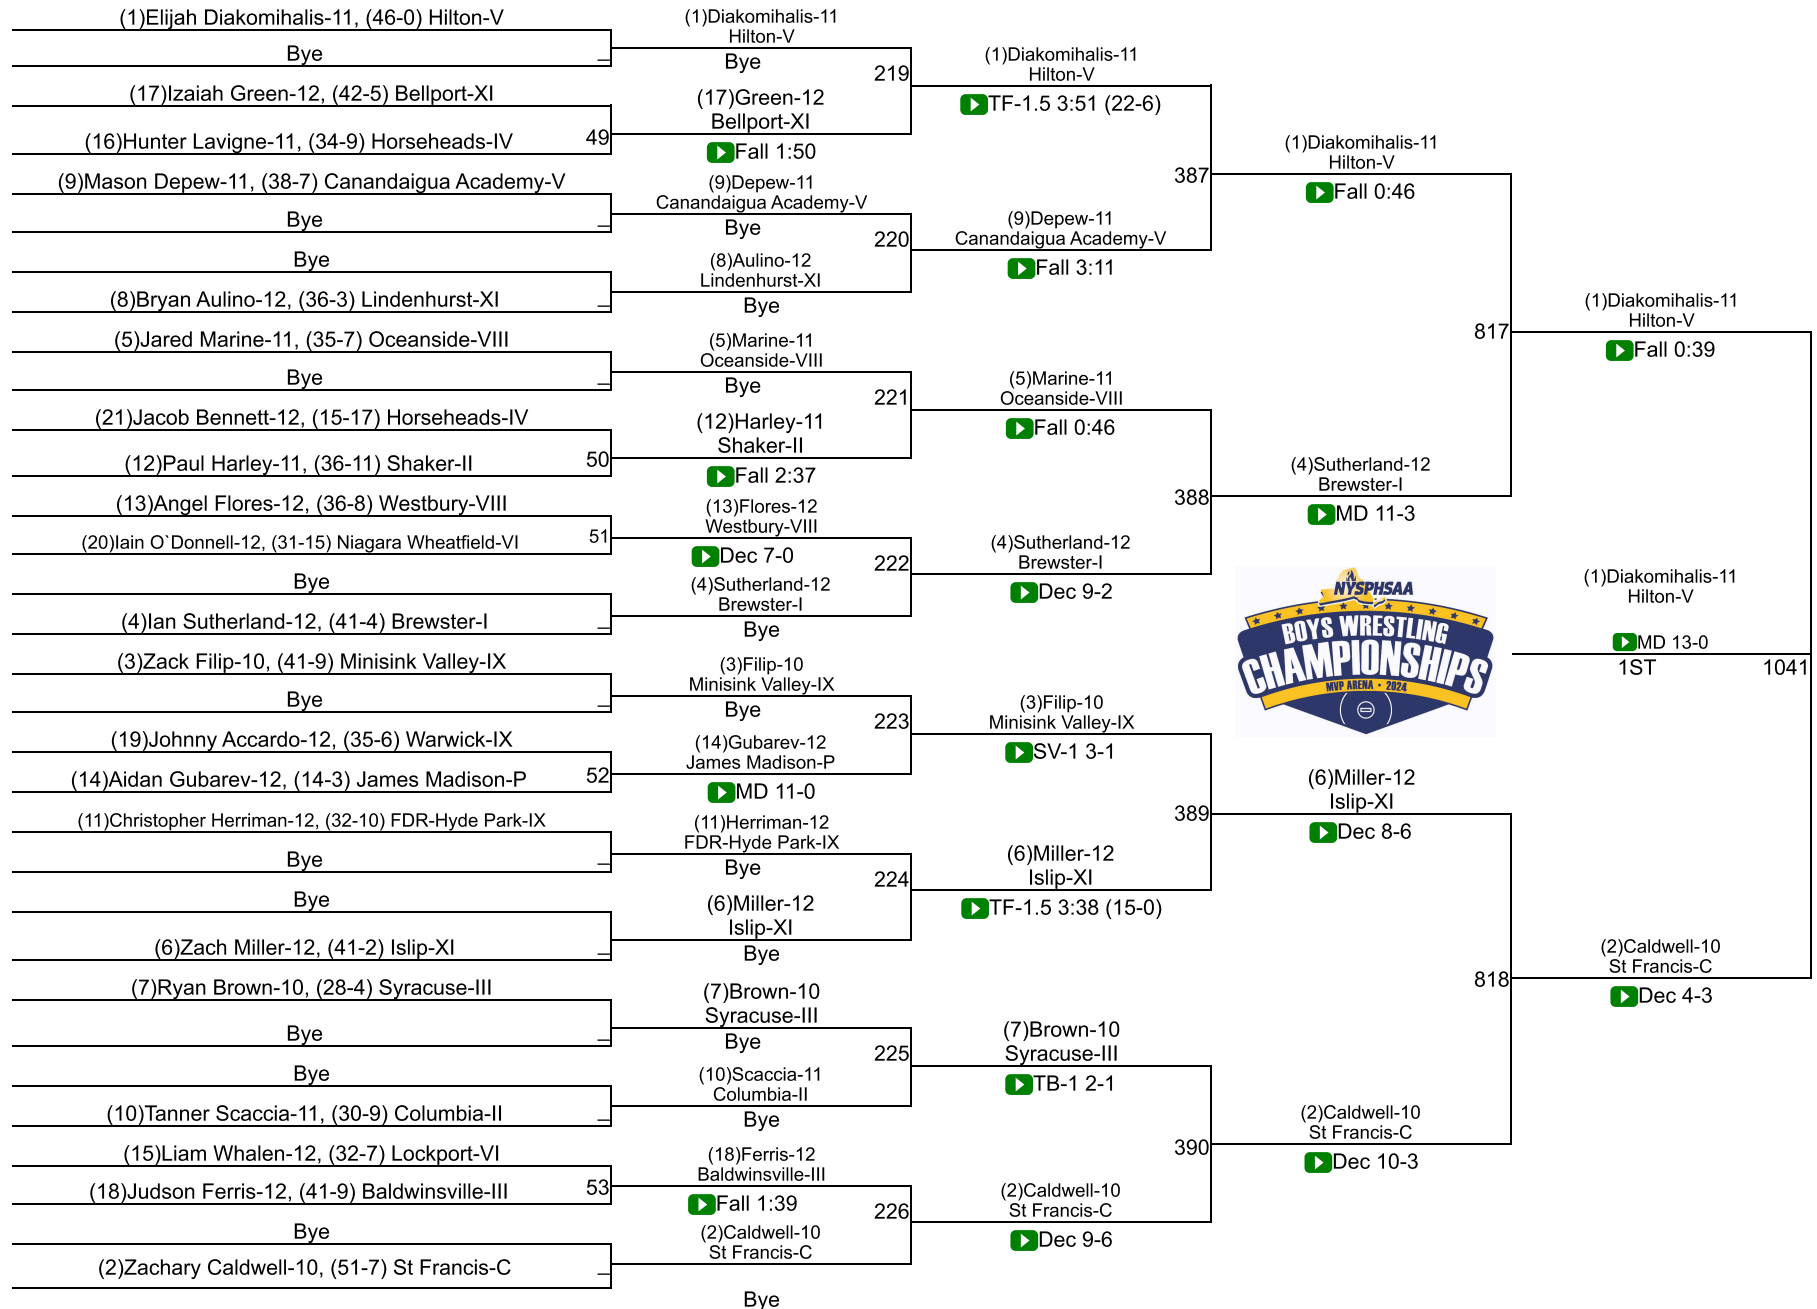 (1)Elijah Diakomihalis-11, (46-0) Hilton-V
Bye
(17)Izaiah Green-12, (42-5) Bellport-XI
(16)Hunter Lavigne-11, (34-9) Horseheads-IV
49
(9)Mason Depew-11, (38-7) Canandaigua Academy-V
Bye
Bye
(8)Bryan Aulino-12, (36-3) Lindenhurst-XI
(5)Jared Marine-11, (35-7) Oceanside-VIII
Bye
(21)Jacob Bennett-12, (15-17) Horseheads-IV
(12)Paul Harley-11, (36-11) Shaker-II
50
(13)Angel Flores-12, (36-8) Westbury-VIII
(20)Iain O`Donnell-12, (31-15) Niagara Wheatfield-VI
51
Bye
(4)Ian Sutherland-12, (41-4) Brewster-I
(3)Zack Filip-10, (41-9) Minisink Valley-IX
Bye
(19)Johnny Accardo-12, (35-6) Warwick-IX
(14)Aidan Gubarev-12, (14-3) James Madison-P
52
(11)Christopher Herriman-12, (32-10) FDR-Hyde Park-IX
Bye
Bye
(6)Zach Miller-12, (41-2) Islip-XI
(7)Ryan Brown-10, (28-4) Syracuse-III
Bye
Bye
(10)Tanner Scaccia-11, (30-9) Columbia-II
(15)Liam Whalen-12, (32-7) Lockport-VI
(18)Judson Ferris-12, (41-9) Baldwinsville-III
53
Bye
(2)Zachary Caldwell-10, (51-7) St Francis-C
(1)Diakomihalis-11
Hilton-V
Bye
219
(17)Green-12
Bellport-XI
Fall 1:50
(9)Depew-11
Canandaigua Academy-V
Bye
220
(8)Aulino-12
Lindenhurst-XI
Bye
(5)Marine-11
Oceanside-VIII
Bye
221
(12)Harley-11
Shaker-II
Fall 2:37
(13)Flores-12
Westbury-VIII
Dec 7-0
222
(4)Sutherland-12
Brewster-I
Bye
(3)Filip-10
Minisink Valley-IX
Bye
223
(14)Gubarev-12
James Madison-P
MD 11-0
(11)Herriman-12
FDR-Hyde Park-IX
Bye
224
(6)Miller-12
Islip-XI
Bye
(7)Brown-10
Syracuse-III
Bye
225
(10)Scaccia-11
Columbia-II
Bye
(18)Ferris-12
Baldwinsville-III
Fall 1:39
226
(2)Caldwell-10
St Francis-C
Bye
(1)Diakomihalis-11
Hilton-V
TF-1.5 3:51 (22-6)
387
(9)Depew-11
Canandaigua Academy-V
Fall 3:11
(5)Marine-11
Oceanside-VIII
Fall 0:46
388
(4)Sutherland-12
Brewster-I
Dec 9-2
(3)Filip-10
Minisink Valley-IX
SV-1 3-1
389
(6)Miller-12
Islip-XI
TF-1.5 3:38 (15-0)
(7)Brown-10
Syracuse-III
TB-1 2-1
390
(2)Caldwell-10
St Francis-C
Dec 9-6
(1)Diakomihalis-11
Hilton-V
Fall 0:46
817
(4)Sutherland-12
Brewster-I
MD 11-3
NYSPHSAA
BOYS WRESTLING
CHAMPIONSHIPS
MVP ARENA • 2024
(6)Miller-12
Islip-XI
Dec 8-6
818
(2)Caldwell-10
St Francis-C
Dec 10-3
(1)Diakomihalis-11
Hilton-V
Fall 0:39
(1)Diakomihalis-11
Hilton-V
MD 13-0
1ST
1041
(2)Caldwell-10
St Francis-C
Dec 4-3